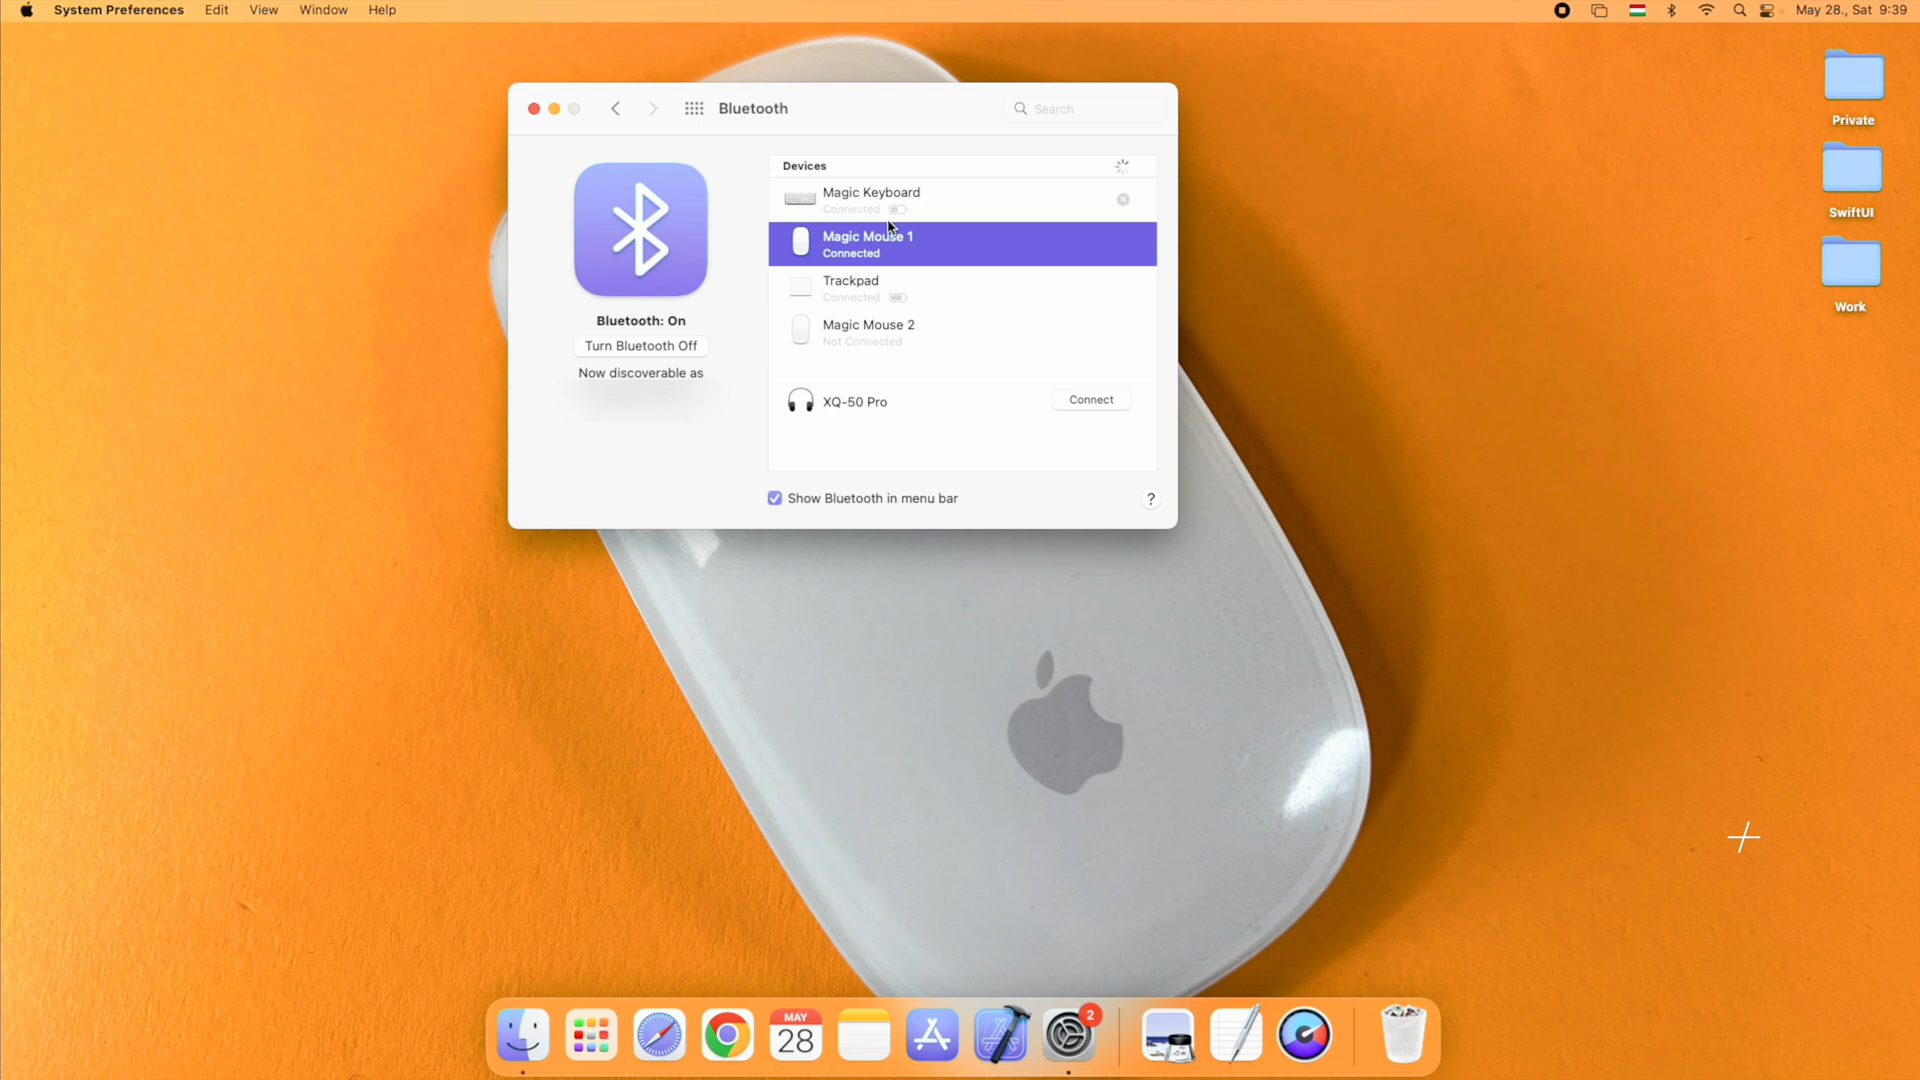 System Preferences Edit View Window Help May 28., Sat 9:39
Private
SwiftUI
Work
Bluetooth
Search
Bluetooth: On
Turn Bluetooth Off
Now discoverable as
Devices
Magic Keyboard
Connected
Magic Mouse 1
Connected
Trackpad
Connected
Magic Mouse 2
Not Connected
XQ-50 Pro
Connect
Show Bluetooth in menu bar
?
MAY
28
2